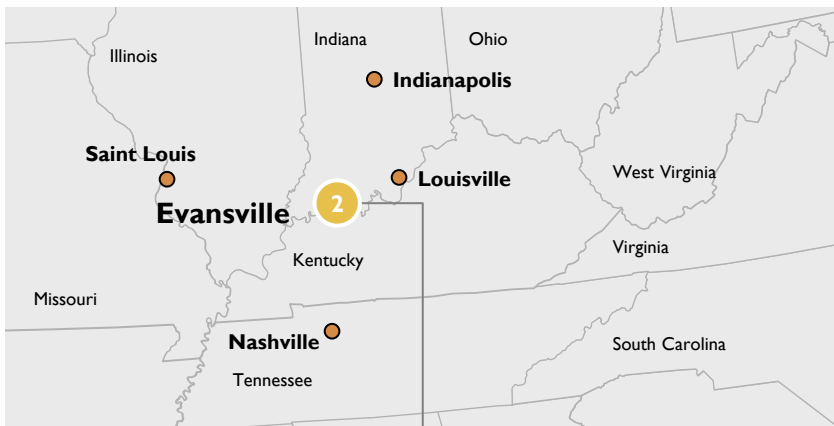 Illinois
Indiana
Ohio
Indianapolis
Saint Louis
Louisville
West Virginia
Evansville
2
Virginia
Kentucky
Missouri
Nashville
South Carolina
Tennessee